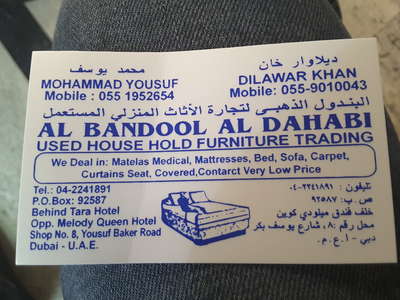 محمد يوسف
ديلاوار خان
MOHAMMAD YOUSUF
DILAWAR KHAN
Mobile : 055 1952654
Mobile: 055-9010043
البندول الذهبى لتجارة الأثاث المنزلي المستعمل
AL BANDOOL AL DAHABI
USED HOUSE HOLD FURNITURE TRADING
We Deal in: Matelas Medical, Mattresses, Bed, Sofa, Carpet,
Curtains Seat, Covered,Contarct Very Low Price
Tel.: 04-2241891
P.O.Box: 92587
Behind Tara Hotel
Opp. Melody Queen Hotel
Shop No. 8, Yousuf Baker Road
Dubai - U.A.E.
تليفون : ٢٢٤١٨٩١-٠٤
ص.ب: ٩٢٥٨٧
خلف فندق ميلودي كوين
محل رقم :٨، شارع يوسف بكر
دبي - ا.ع.م.